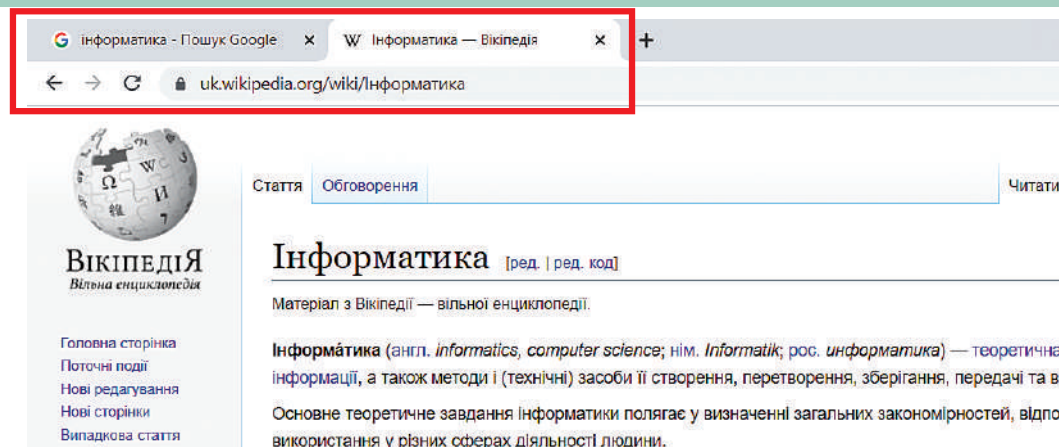 інформатика - Пошук Google
Інформатика — Вікіпедія
uk.wikipedia.org/wiki/Інформатика
ВІКІПЕДІЯ
Вільна енциклопедія
Головна сторінка
Поточні події
Нові редагування
Нові сторінки
Випадкова стаття
Стаття Обговорення Читати
Інформатика [ред. | ред. код]
Матеріал з Вікіпедії — вільної енциклопедії.
Інформа́тика (англ. informatics, computer science; нім. Informatik; рос. информатика) — теоретична
інформації, а також методи і (технічні) засоби її створення, перетворення, зберігання, передачі та в
Основне теоретичне завдання інформатики полягає у визначенні загальних закономірностей, відпо
використання у різних сферах діяльності людини.